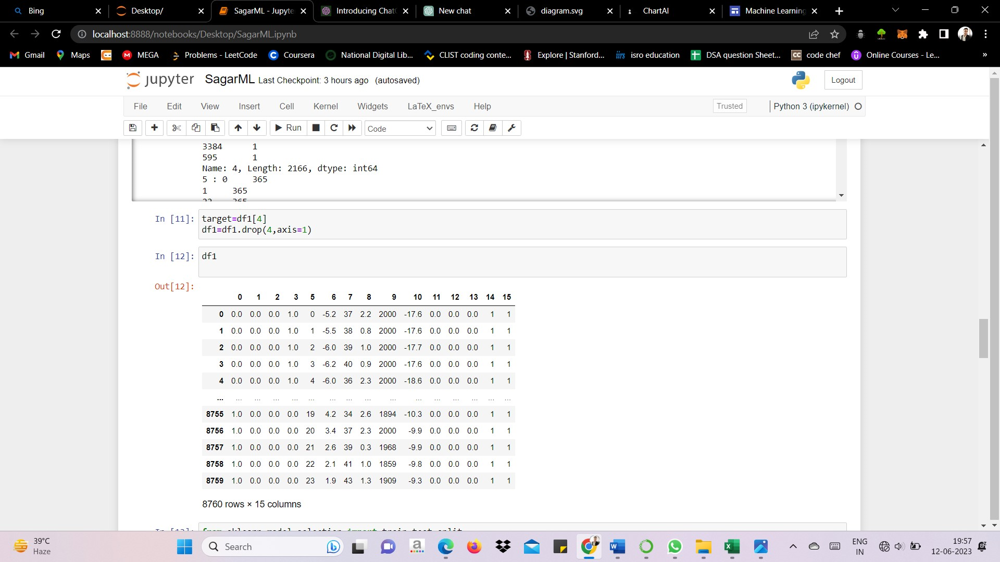 Bing
Desktop/
SagarML - Jupyte
Introducing Chat
New chat
diagram.svg
ChartAI
Machine Learning
localhost:8888/notebooks/Desktop/SagarML.ipynb
Gmail
Maps
MEGA
Problems - LeetCode
Coursera
National Digital Lib...
CLIST coding conte...
Explore | Stanford...
iirs isro education
DSA question Sheet...
CC code chef
Online Courses - Le...
»
jupyter SagarML Last Checkpoint: 3 hours ago (autosaved)
Logout
File Edit View Insert Cell Kernel Widgets LaTeX_envs Help
Trusted
Python 3 (ipykernel)
Run
Code
3384 1
595 1
Name: 4, Length: 2166, dtype: int64
5 : 0 365
1 365
22 365
In [11]: target=df1[4]
df1=df1.drop(4,axis=1)
In [12]: df1
Out[12]:
0 1 2 3 5 6 7 8 9 10 11 12 13 14 15
0 0.0 0.0 0.0 1.0 0 -5.2 37 2.2 2000 -17.6 0.0 0.0 0.0 1 1
1 0.0 0.0 0.0 1.0 1 -5.5 38 0.8 2000 -17.6 0.0 0.0 0.0 1 1
2 0.0 0.0 0.0 1.0 2 -6.0 39 1.0 2000 -17.7 0.0 0.0 0.0 1 1
3 0.0 0.0 0.0 1.0 3 -6.2 40 0.9 2000 -17.6 0.0 0.0 0.0 1 1
4 0.0 0.0 0.0 1.0 4 -6.0 36 2.3 2000 -18.6 0.0 0.0 0.0 1 1
... ... ... ... ... ... ... ... ... ... ... ... ... ... ... ...
8755 1.0 0.0 0.0 0.0 19 4.2 34 2.6 1894 -10.3 0.0 0.0 0.0 1 1
8756 1.0 0.0 0.0 0.0 20 3.4 37 2.3 2000 -9.9 0.0 0.0 0.0 1 1
8757 1.0 0.0 0.0 0.0 21 2.6 39 0.3 1968 -9.9 0.0 0.0 0.0 1 1
8758 1.0 0.0 0.0 0.0 22 2.1 41 1.0 1859 -9.8 0.0 0.0 0.0 1 1
8759 1.0 0.0 0.0 0.0 23 1.9 43 1.3 1909 -9.3 0.0 0.0 0.0 1 1
8760 rows × 15 columns
In [13]: from sklearn.model_selection import train_test_split
39°C
Haze
Search
ENG
IN
19:57
12-06-2023